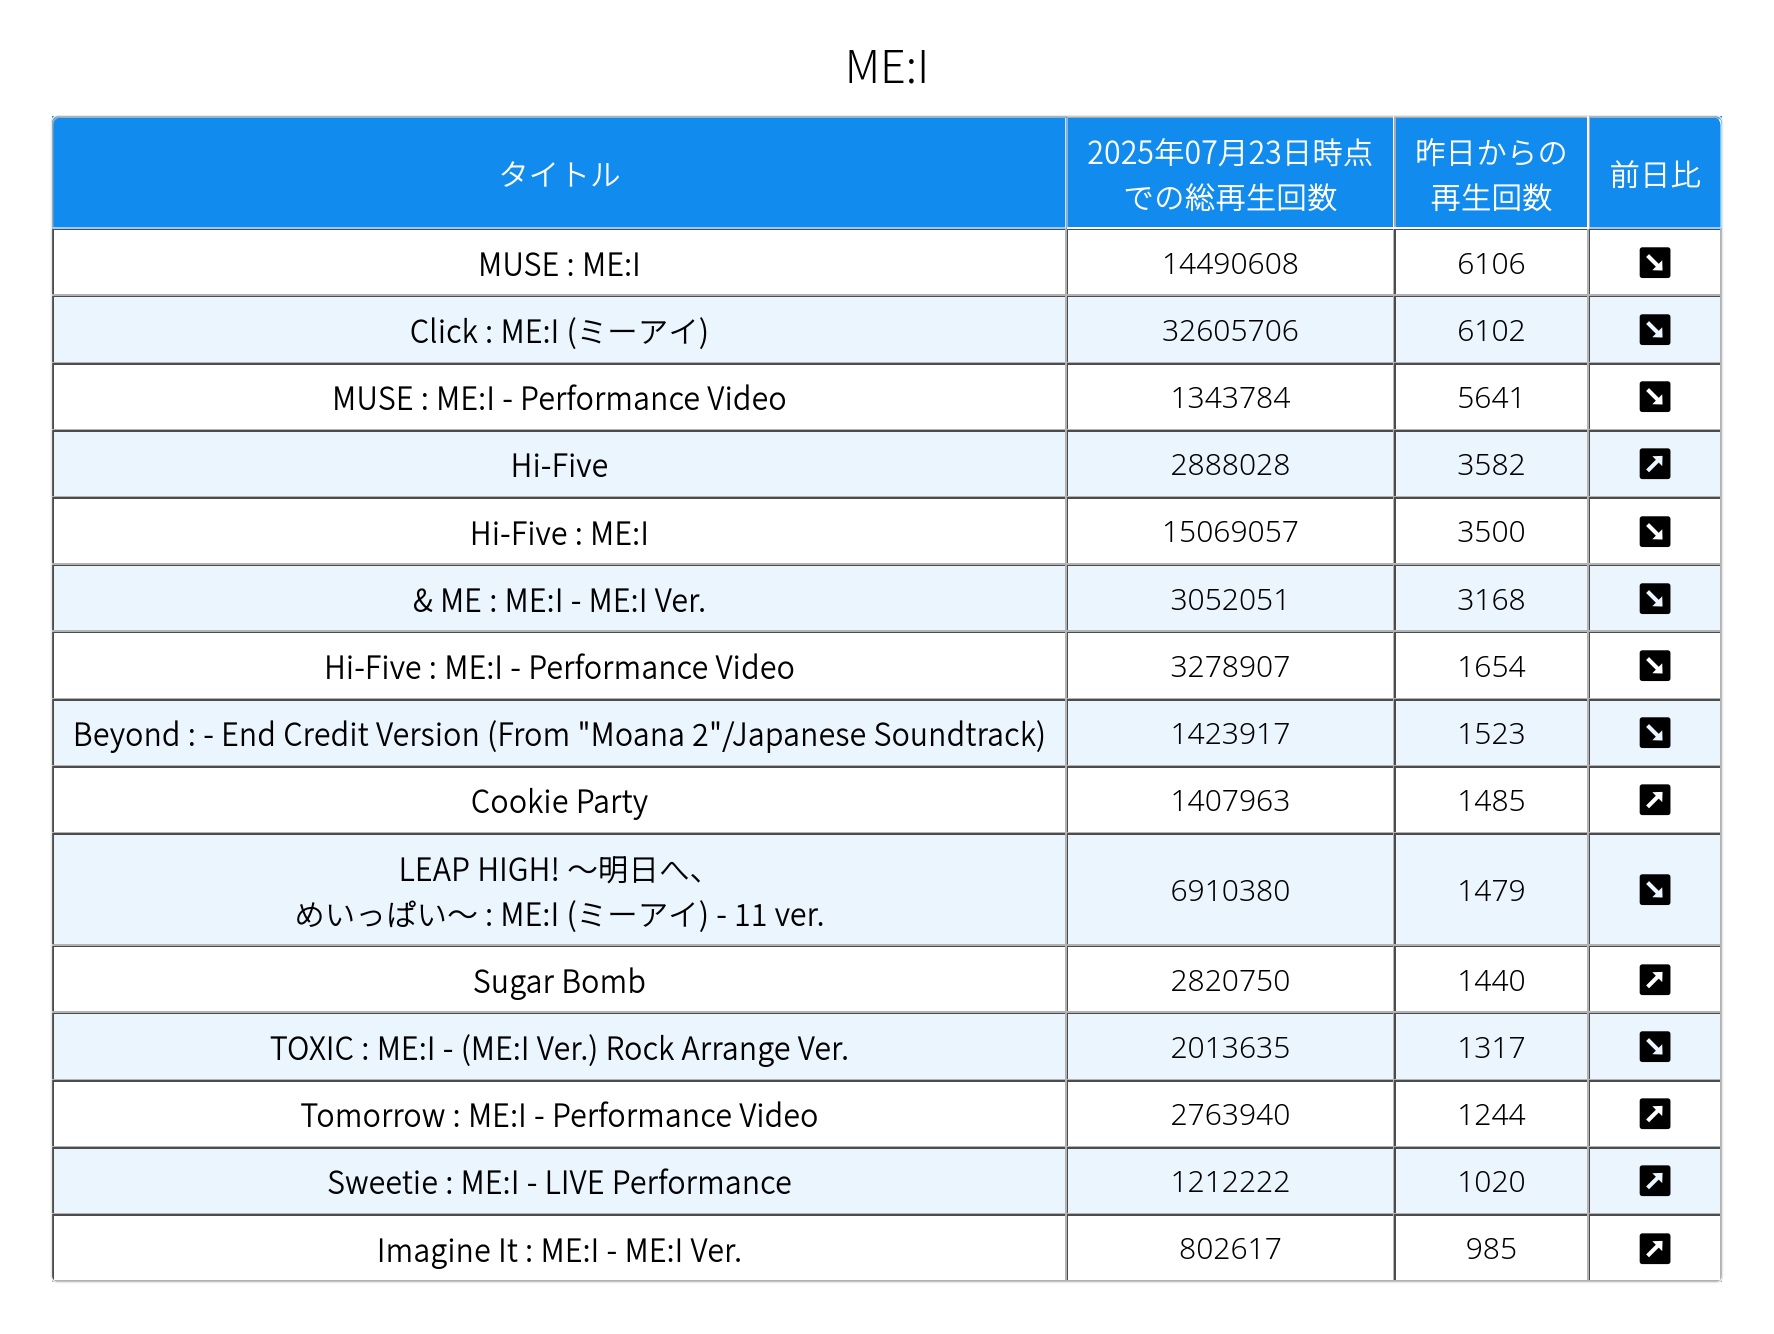 ME:I
タイトル 2025年07月23日時点 昨日からの 前日比
での総再生回数 再生回数
MUSE : ME:I 14490608 6106 ↘
Click : ME:I (ミーアイ) 32605706 6102 ↘
MUSE : ME:I - Performance Video 1343784 5641 ↘
Hi-Five 2888028 3582 ↗
Hi-Five : ME:I 15069057 3500 ↘
& ME : ME:I - ME:I Ver. 3052051 3168 ↘
Hi-Five : ME:I - Performance Video 3278907 1654 ↘
Beyond : - End Credit Version (From "Moana 2"/Japanese Soundtrack) 1423917 1523 ↘
Cookie Party 1407963 1485 ↗
LEAP HIGH! 〜明日へ、
めいっぱい〜 : ME:I (ミーアイ) - 11 ver. 6910380 1479 ↘
Sugar Bomb 2820750 1440 ↗
TOXIC : ME:I - (ME:I Ver.) Rock Arrange Ver. 2013635 1317 ↘
Tomorrow : ME:I - Performance Video 2763940 1244 ↗
Sweetie : ME:I - LIVE Performance 1212222 1020 ↗
Imagine It : ME:I - ME:I Ver. 802617 985 ↗